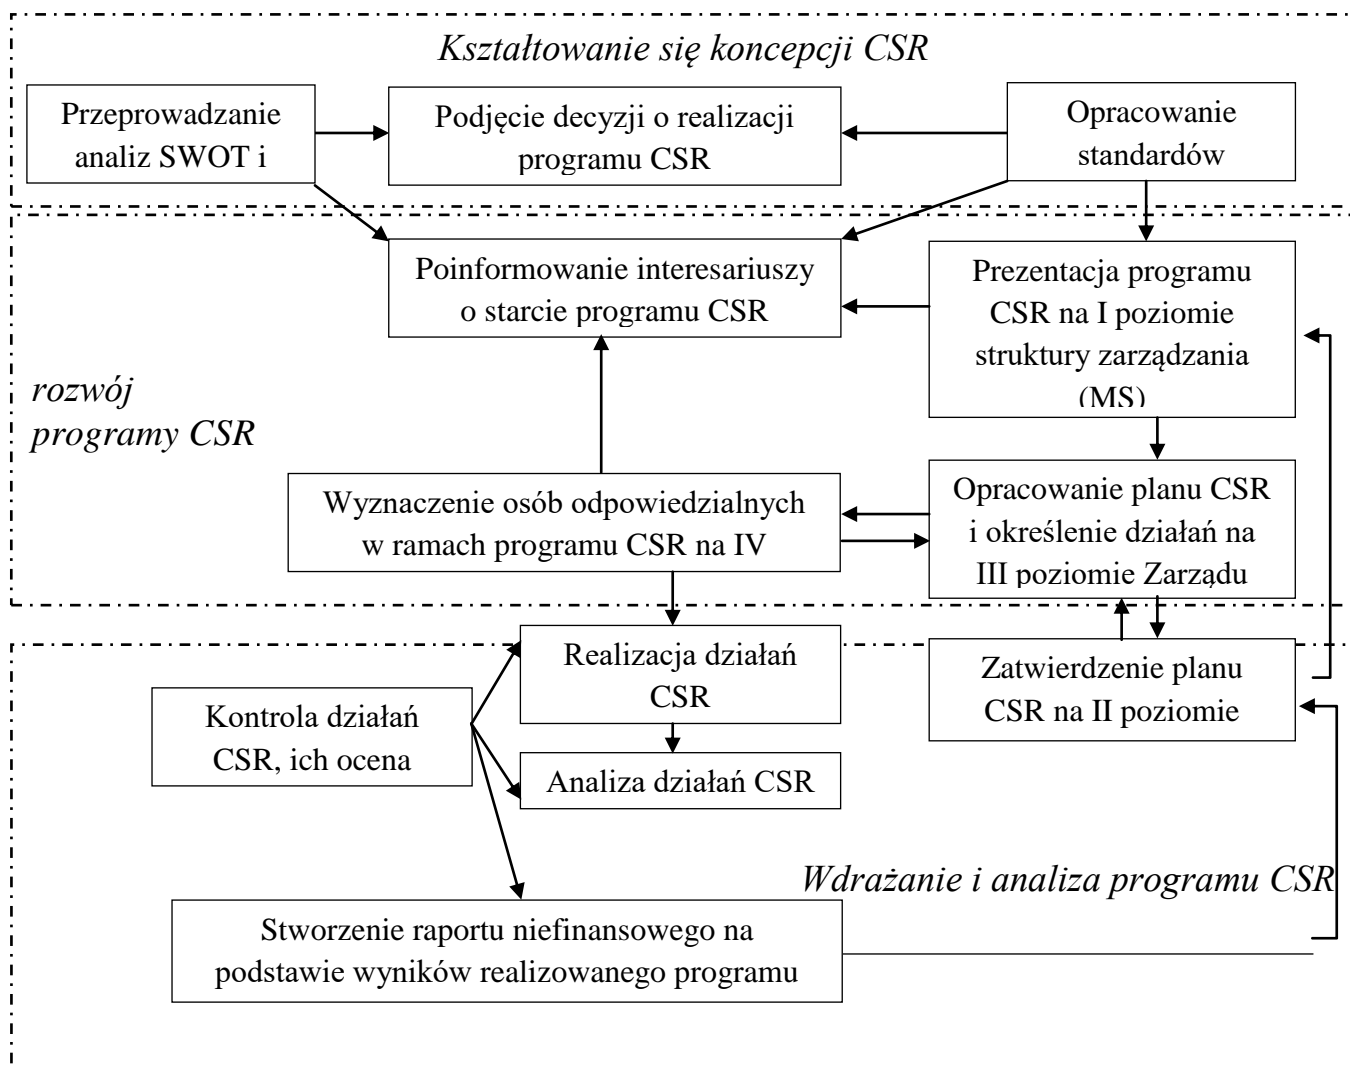 Kształtowanie się koncepcji CSR
Przeprowadzanie
analiz SWOT i
Podjęcie decyzji o realizacji
programu CSR
Opracowanie
standardów
Poinformowanie interesariuszy
o starcie programu CSR
Prezentacja programu
CSR na I poziomie
struktury zarządzania
(MS)
rozwój
programy CSR
Wyznaczenie osób odpowiedzialnych
w ramach programu CSR na IV
Opracowanie planu CSR
i określenie działań na
III poziomie Zarządu
Realizacja działań
CSR
Zatwierdzenie planu
CSR na II poziomie
Kontrola działań
CSR, ich ocena
Analiza działań CSR
Wdrażanie i analiza programu CSR
Stworzenie raportu niefinansowego na
podstawie wyników realizowanego programu